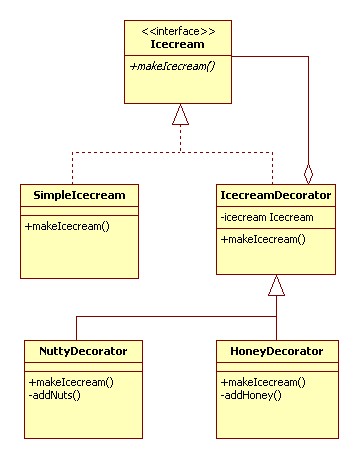 <<interface>>
Icecream
+makeIcecream()
SimpleIcecream
+makeIcecream()
IcecreamDecorator
-icecream Icecream
+makeIcecream()
NuttyDecorator
+makeIcecream()
-addNuts()
HoneyDecorator
+makeIcecream()
-addHoney()